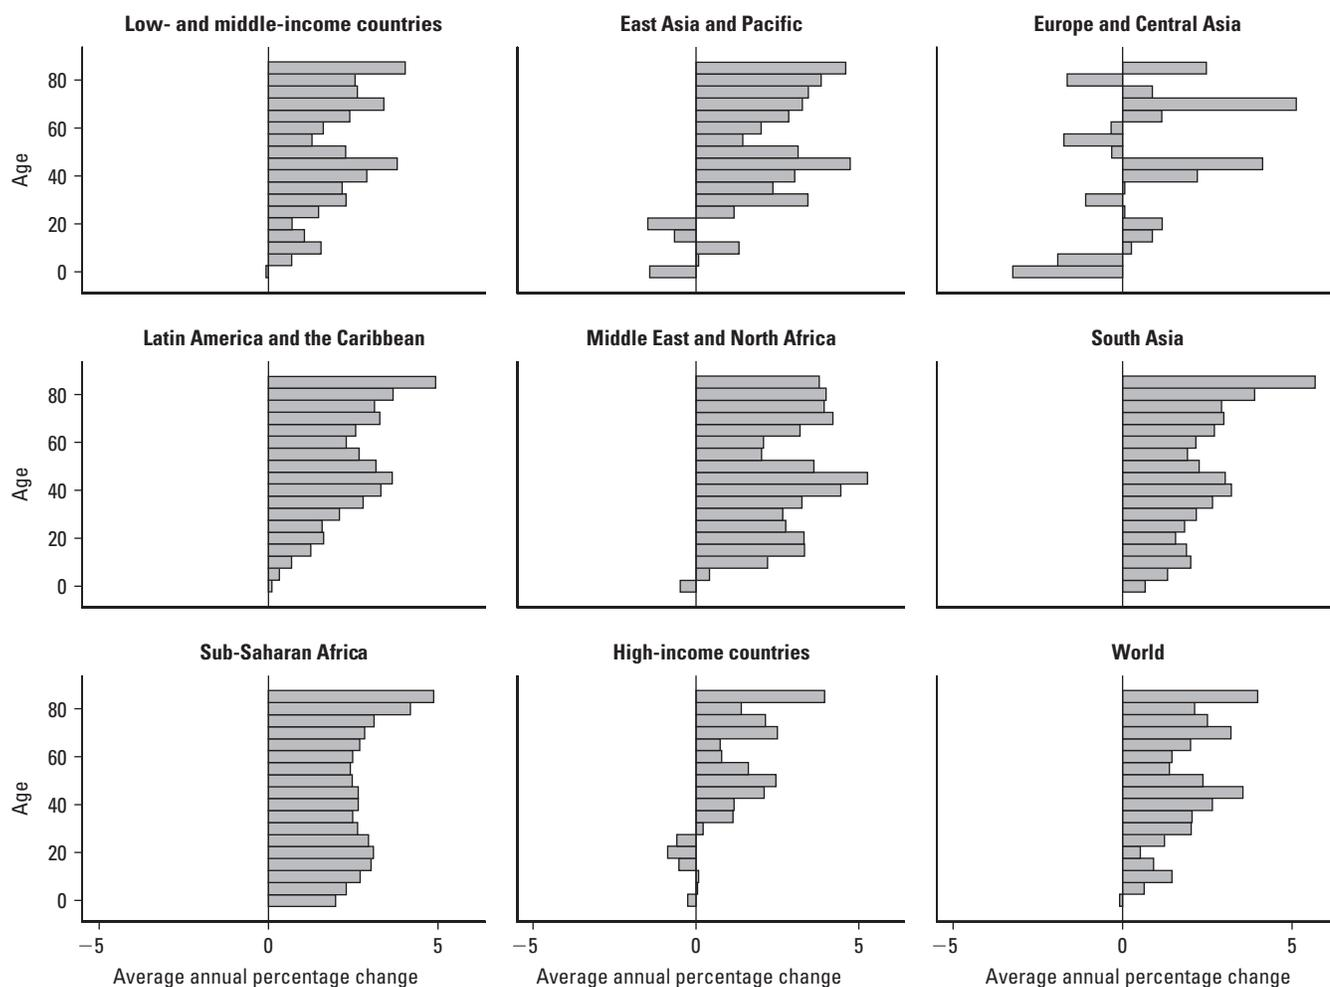 Low- and middle-income countries
East Asia and Pacific
Europe and Central Asia
Age
80
60
40
20
0
Latin America and the Caribbean
Middle East and North Africa
South Asia
Age
80
60
40
20
0
Sub-Saharan Africa
High-income countries
World
Age
80
60
40
20
0
−5 0 5
−5 0 5
−5 0 5
Average annual percentage change
Average annual percentage change
Average annual percentage change